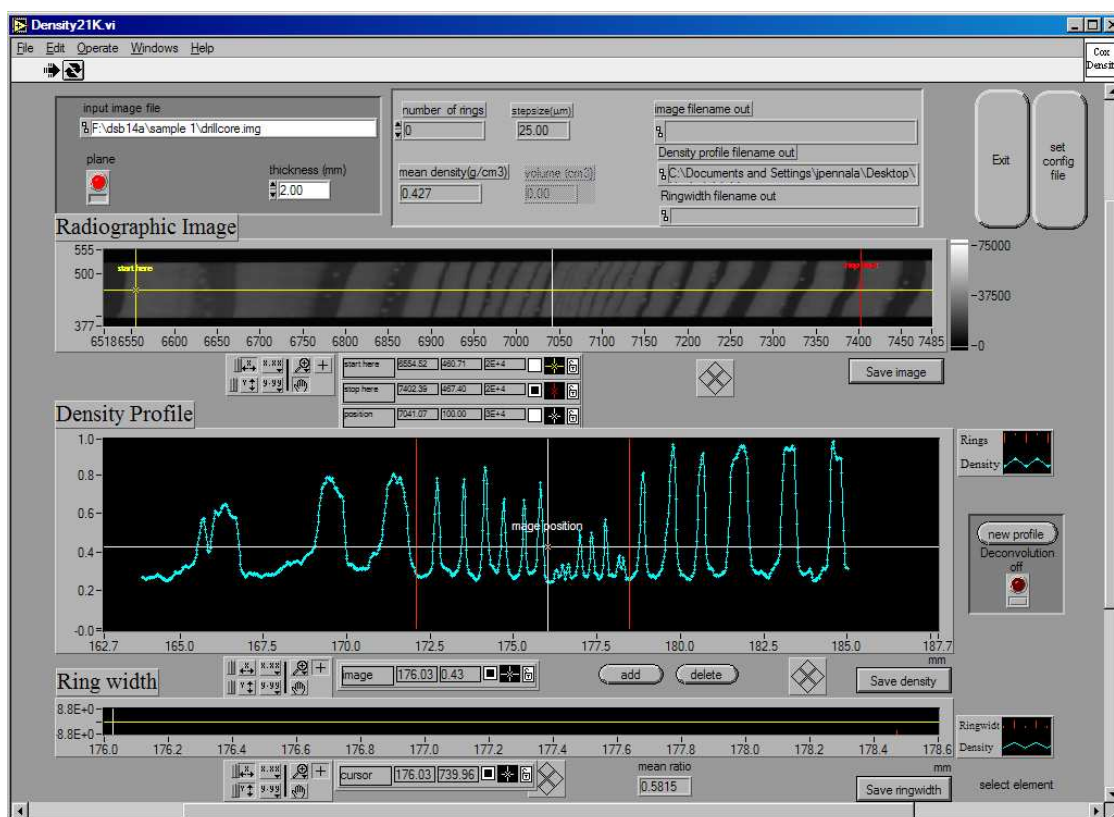 Density21K.vi
File Edit Operate Windows Help
Cox
Densit
input image file
F:\dsb14a\sample 1\drillcore.img
plane
thickness (mm)
2.00
number of rings
0
stepsize(µm)
25.00
mean density(g/cm3)
0.427
volume (cm3)
0.00
image filename out
Density profile filename out
C:\Documents and Settings\jpennala\Desktop\
Ringwidth filename out
Exit
set
config
file
Radiographic Image
555
500
377
start here
6518 6550 6600 6650 6700 6750 6800 6850 6900 6950 7000 7050 7100 7150 7200 7250 7300 7350 7400 7450 7485
75000
37500
0
start here 6554.52 460.71 2E+4
stop here 7402.39 467.40 2E+4
position 7041.07 100.00 3E+4
Save image
Density Profile
1.0
0.8
0.6
0.4
0.2
-0.0
mage position
162.7 165.0 167.5 170.0 172.5 175.0 177.5 180.0 182.5 185.0 187.7
mm
Rings
Density
new profile
Deconvolution
off
image 176.03 0.43
add
delete
Save density
Ring width
8.8E+0
8.8E+0
176.0 176.2 176.4 176.6 176.8 177.0 177.2 177.4 177.6 177.8 178.0 178.2 178.4 178.6
mm
Ringwidt
Density
cursor 176.03 739.96
mean ratio
0.5815
Save ringwidth
select element